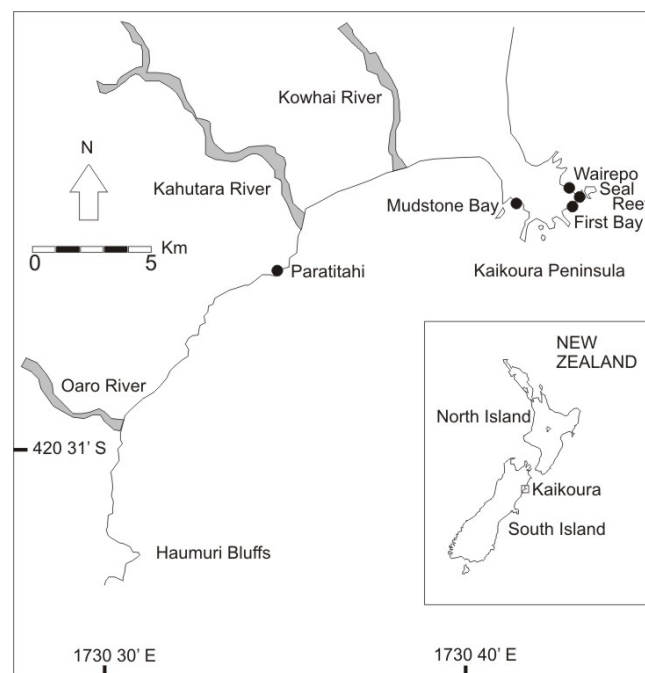 Kowhai River
N
Kahutara River
Wairepo
Seal
Reef
Mudstone Bay
First Bay
Km
0
5
Paratitahi
Kaikoura Peninsula
NEW
ZEALAND
Oaro River
North Island
420 31' S
Kaikoura
South Island
Haumuri Bluffs
1730 30' E
1730 40' E